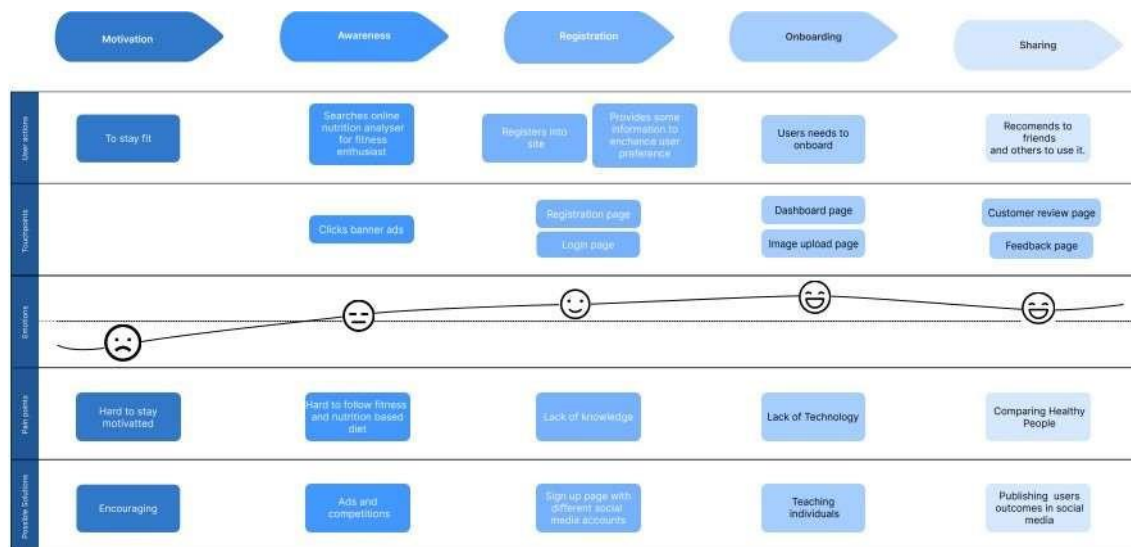 Motivation
Awareness
Registration
Onboarding
Sharing
User actions
To stay fit
Searches online
nutrition analyser
for fitness
enthusiast
Registers into
site
Provides some
information to
enchance user
preference
Users needs to
onboard
Recomends to
friends
and others to use it.
Touchpoints
Clicks banner ads
Registration page
Login page
Dashboard page
Image upload page
Customer review page
Feedback page
Emotions
Pain points
Hard to stay
motivatted
Hard to follow fitness
and nutrition based
diet
Lack of knowledge
Lack of Technology
Comparing Healthy
People
Possible Solutions
Encouraging
Ads and
competitions
Sign up page with
different social
media accounts
Teaching
individuals
Publishing users
outcomes in social
media